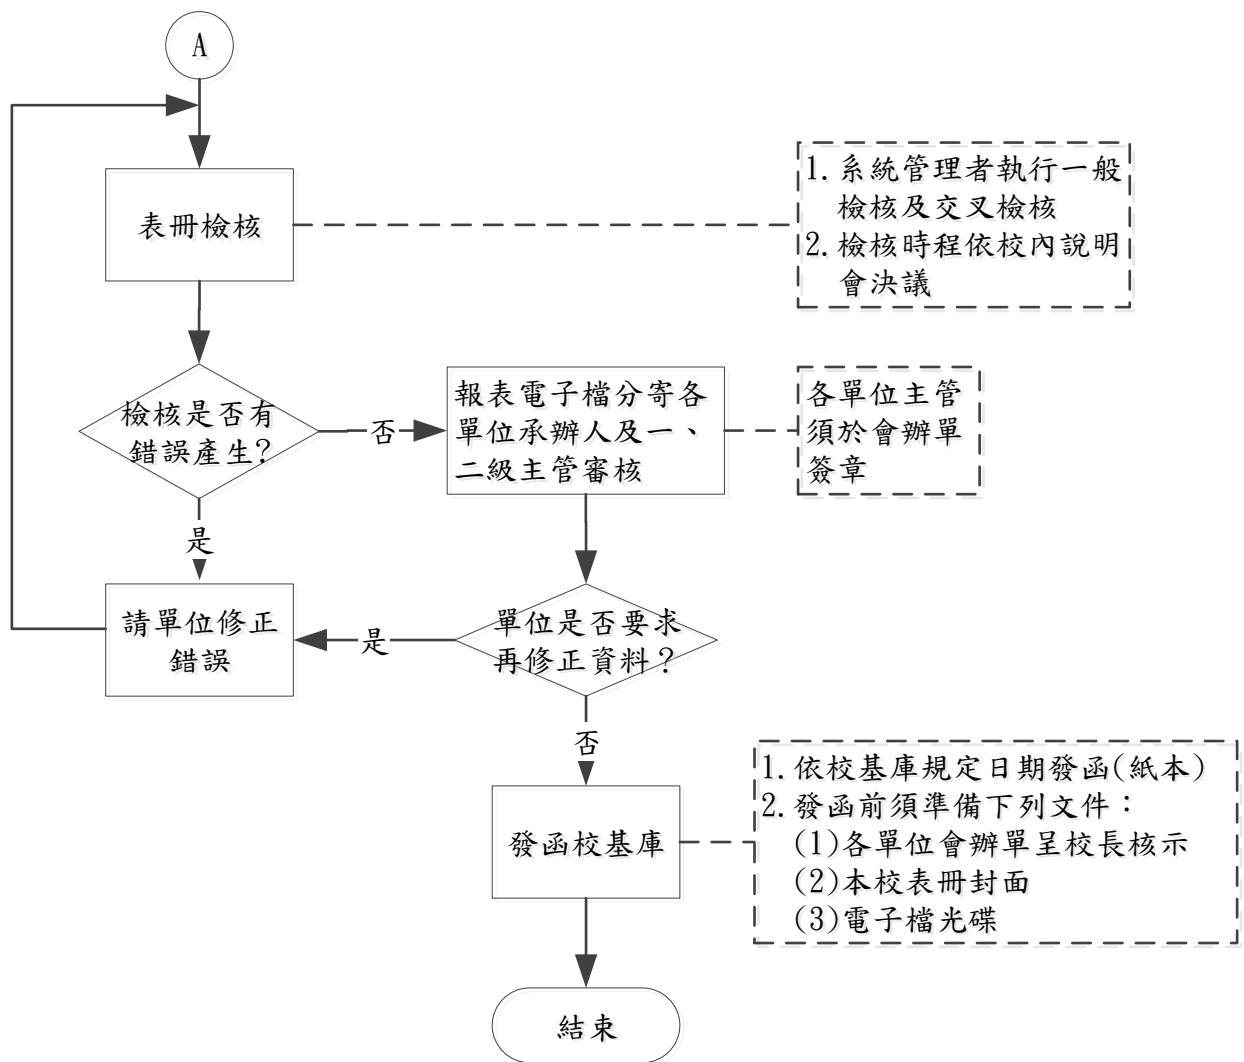 A
表冊檢核
1.系統管理者執行一般
檢核及交叉檢核
2.檢核時程依校內說明
會決議
檢核是否有
錯誤產生?
否
報表電子檔分寄各
單位承辦人及一、
二級主管審核
各單位主管
須於會辦單
簽章
是
請單位修正
錯誤
是
單位是否要求
再修正資料？
否
發函校基庫
1.依校基庫規定日期發函(紙本)
2.發函前須準備下列文件：
(1)各單位會辦單呈校長核示
(2)本校表冊封面
(3)電子檔光碟
結束